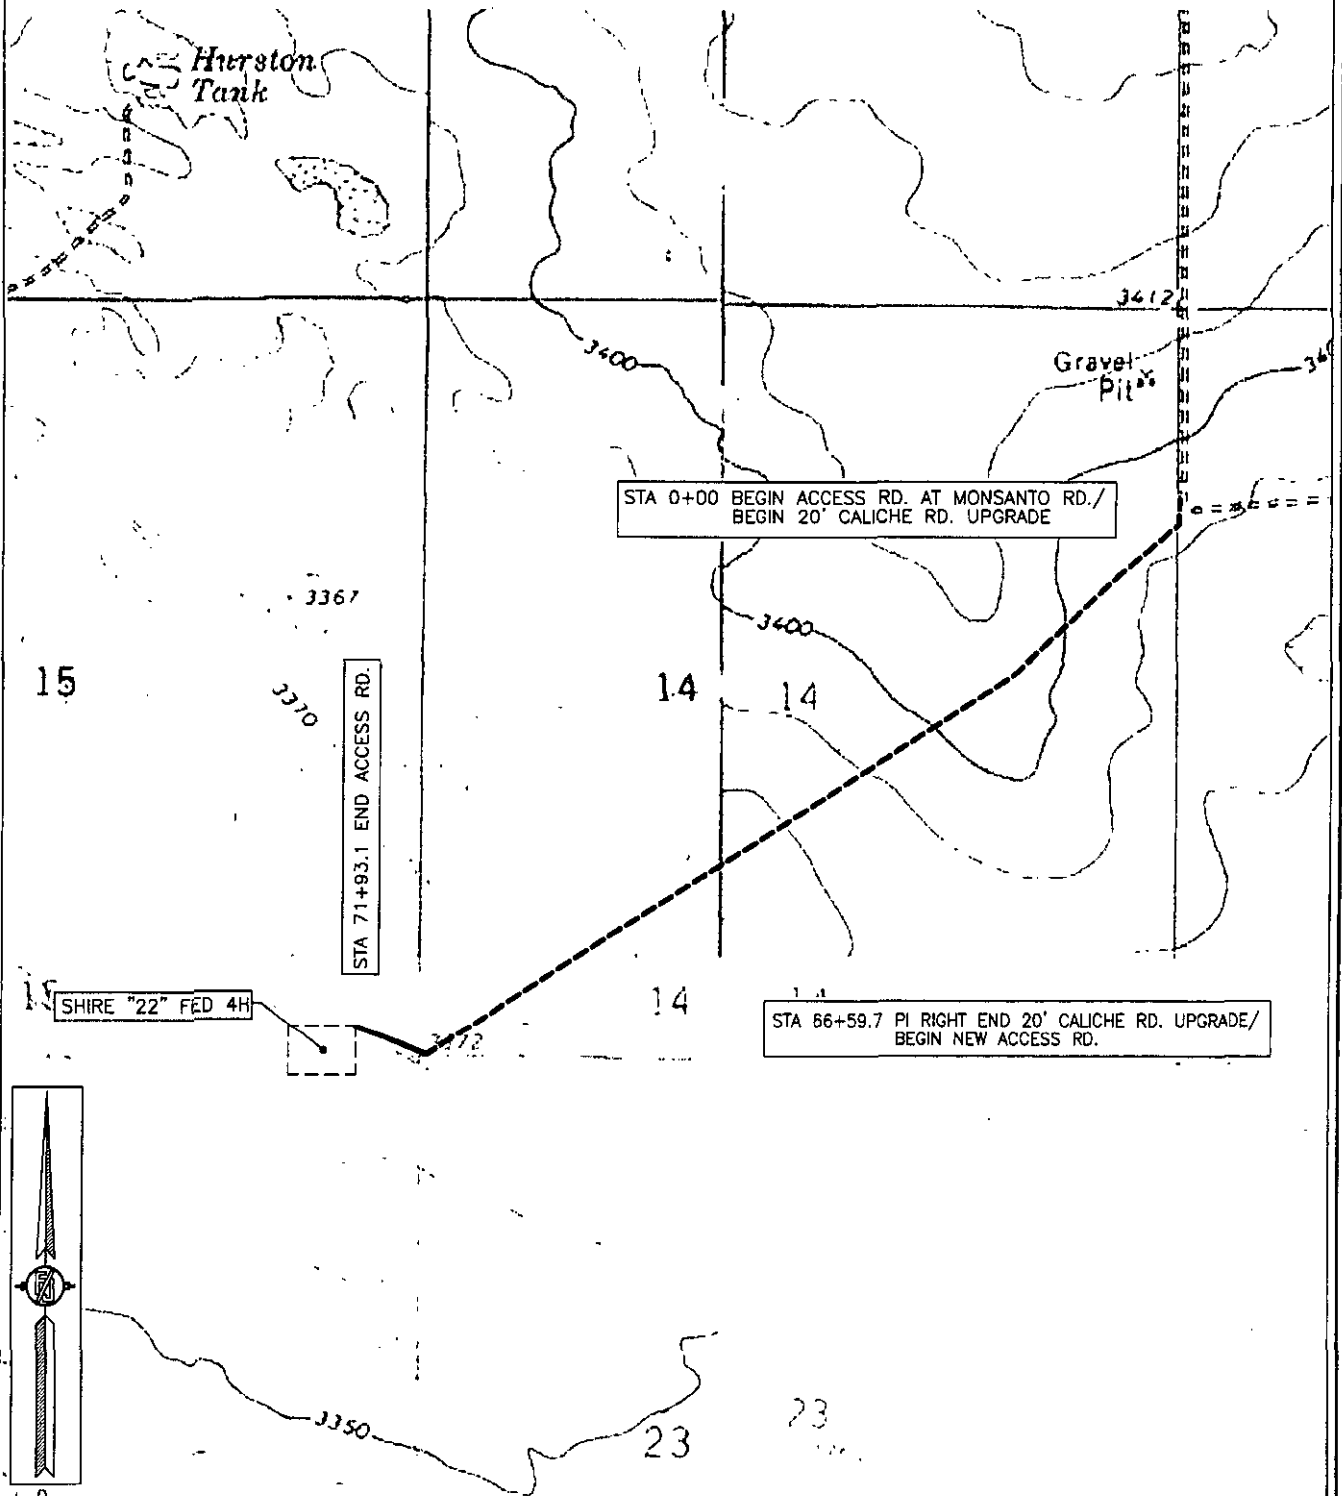 Hurston
Tank
3412
3400
Gravel
Pit
STA 0+00 BEGIN ACCESS RD. AT MONSANTO RD./
BEGIN 20' CALICHE RD. UPGRADE
3367
3400
15
3370
14
14
STA 71+93.1 END ACCESS RD.
SHIRE "22" FED 4H
14
STA 66+59.7 PI RIGHT END 20' CALICHE RD. UPGRADE/
BEGIN NEW ACCESS RD.
3350
23
23